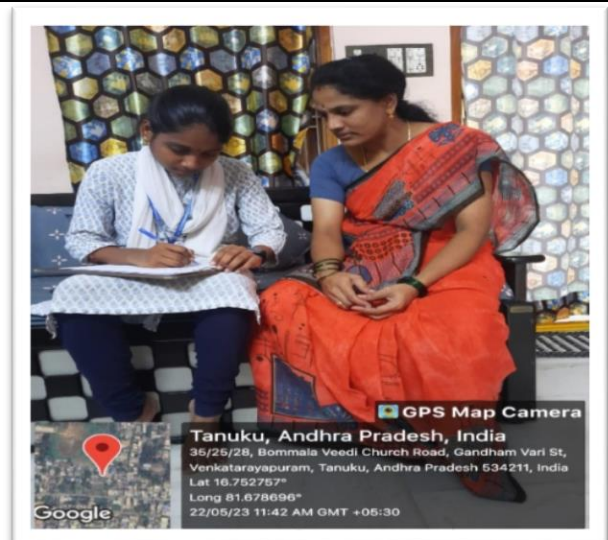 GPS Map Camera
Tanuku, Andhra Pradesh, India
35/25/28, Bommala Veedi Church Road, Gandham Vari St,
Venkatarayapuram, Tanuku, Andhra Pradesh 534211, India
Lat 16.752757°
Long 81.678696°
22/05/23 11:42 AM GMT +05:30
Google